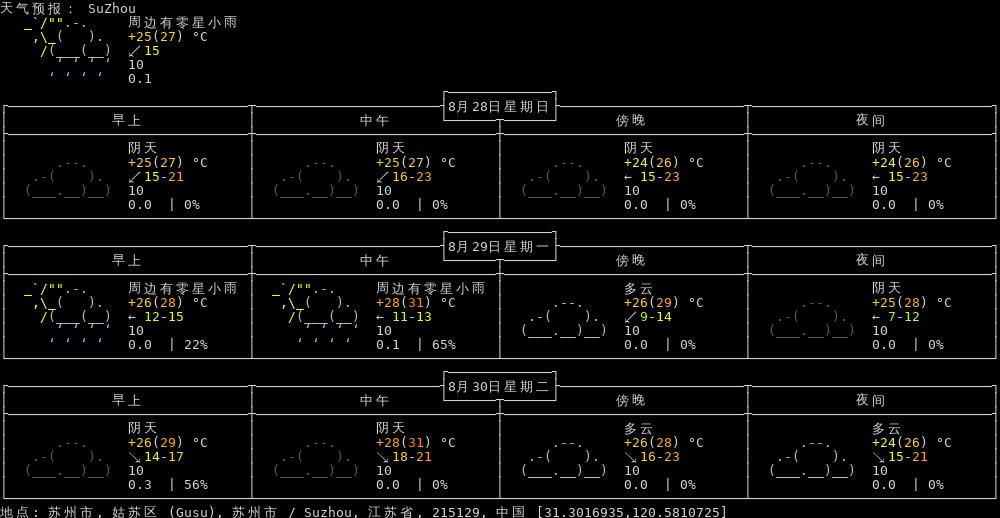 天气预报： SuZhou
周边有零星小雨
+25(27) °C
↙ 15
10
0.1
8月28日星期日
早上 中午 傍晚 夜间
阴天 阴天 阴天 阴天
+25(27) °C +25(27) °C +24(26) °C +24(26) °C
↙ 15-21 ↙ 16-23 ← 15-23 ← 15-23
10 10 10 10
0.0 | 0% 0.0 | 0% 0.0 | 0% 0.0 | 0%
8月29日星期一
早上 中午 傍晚 夜间
周边有零星小雨 周边有零星小雨 多云 阴天
+26(28) °C +28(31) °C +26(29) °C +25(28) °C
← 12-15 ← 11-13 ↙ 9-14 ← 7-12
10 10 10 10
0.0 | 22% 0.1 | 65% 0.0 | 0% 0.0 | 0%
8月30日星期二
早上 中午 傍晚 夜间
阴天 阴天 多云 多云
+26(29) °C +28(31) °C +26(28) °C +24(26) °C
↘ 14-17 ↘ 18-21 ↘ 16-23 ↘ 15-21
10 10 10 10
0.3 | 56% 0.0 | 0% 0.0 | 0% 0.0 | 0%
地点: 苏州市, 姑苏区 (Gusu), 苏州市 / Suzhou, 江苏省, 215129, 中国 [31.3016935,120.5810725]